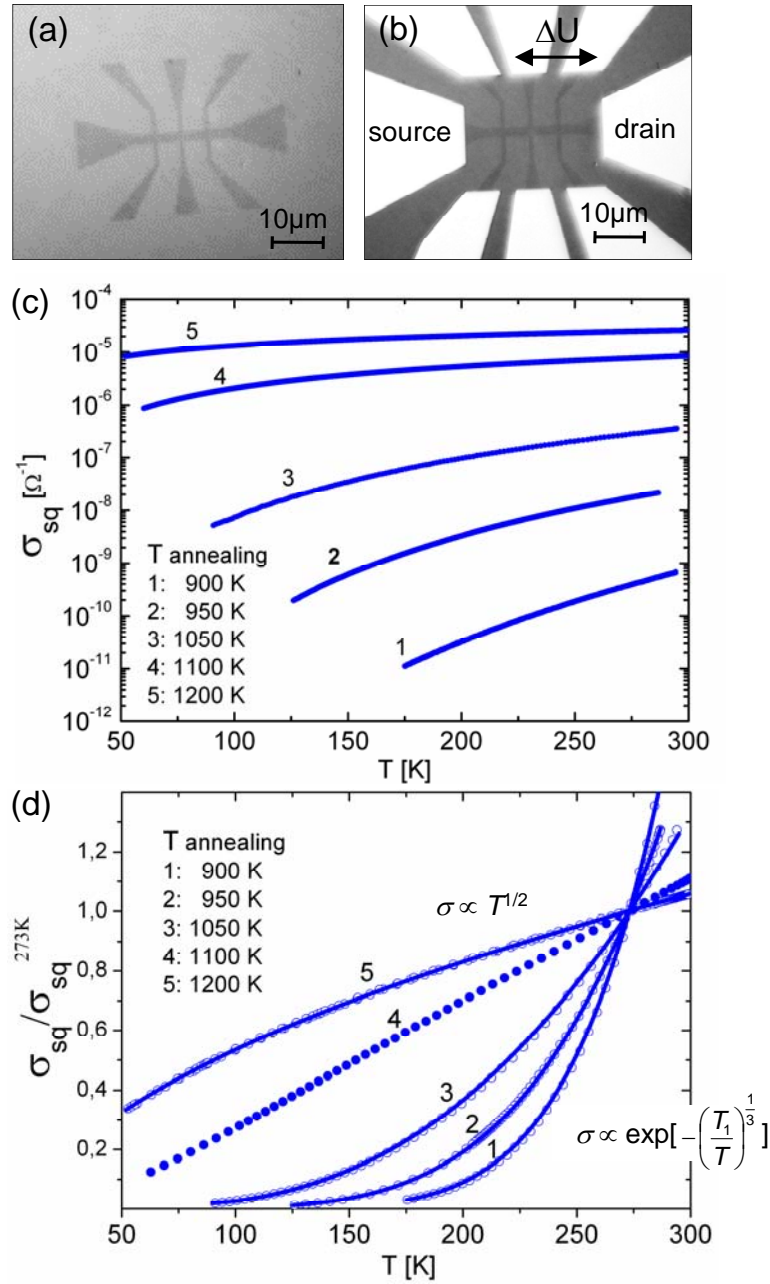 (a)
10µm
(b)
ΔU
source
drain
10µm
(c)
10⁻⁴
10⁻⁵
10⁻⁶
10⁻⁷
10⁻⁸
10⁻⁹
10⁻¹⁰
10⁻¹¹
10⁻¹²
σsq [Ω⁻¹]
5
4
3
2
1
T annealing
1: 900 K
2: 950 K
3: 1050 K
4: 1100 K
5: 1200 K
50 100 150 200 250 300
T [K]
(d)
1,2
1,0
0,8
0,6
0,4
0,2
σsq/σsq 273K
T annealing
1: 900 K
2: 950 K
3: 1050 K
4: 1100 K
5: 1200 K
σ ∝ T1/2
5
4
3
2
1
σ ∝ exp[-(T₁/T)^1/3]
50 100 150 200 250 300
T [K]